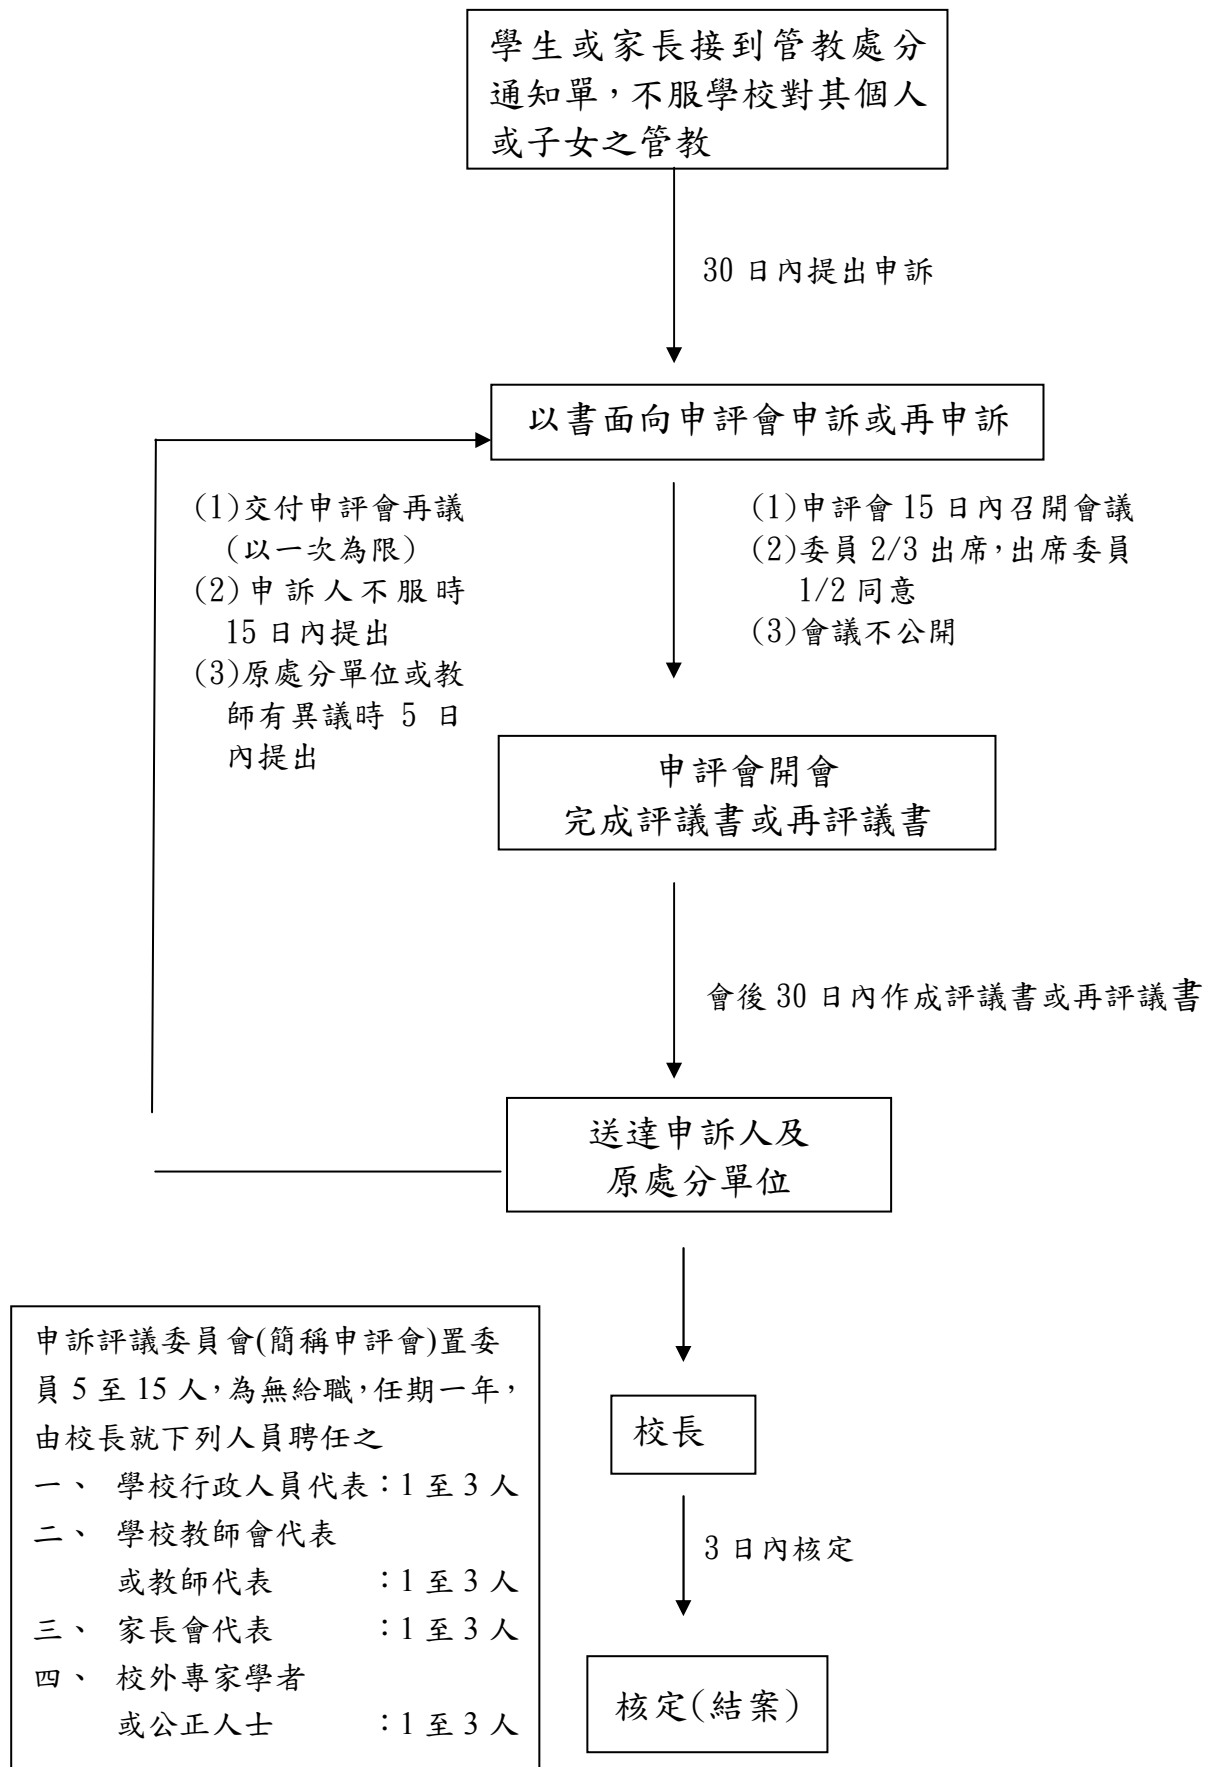 學生或家長接到管教處分
通知單，不服學校對其個人
或子女之管教
30 日內提出申訴
以書面向申評會申訴或再申訴
(1)交付申評會再議
(以一次為限)
(2)申訴人不服時
15 日內提出
(3)原處分單位或教
師有異議時 5 日
內提出
(1)申評會 15 日內召開會議
(2)委員 2/3 出席，出席委員
1/2 同意
(3)會議不公開
申評會開會
完成評議書或再評議書
會後 30 日內作成評議書或再評議書
送達申訴人及
原處分單位
校長
3 日內核定
核定(結案)
申訴評議委員會(簡稱申評會)置委
員 5 至 15 人，為無給職，任期一年，
由校長就下列人員聘任之
一、 學校行政人員代表：1 至 3 人
二、 學校教師會代表
或教師代表 ：1 至 3 人
三、 家長會代表 ：1 至 3 人
四、 校外專家學者
或公正人士 ：1 至 3 人